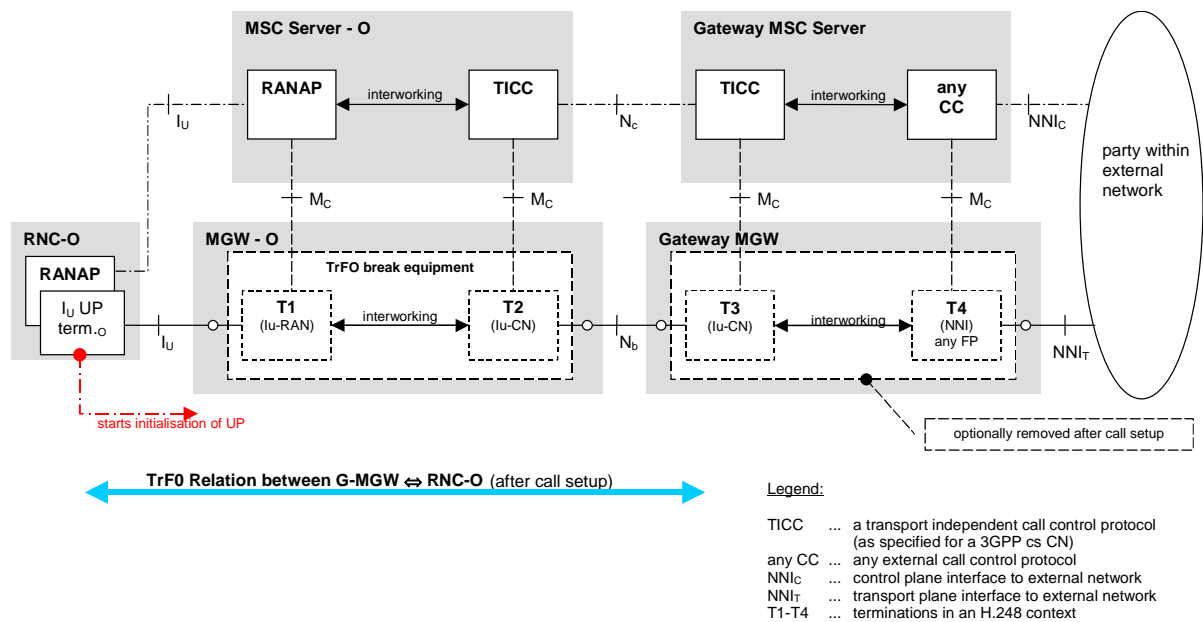 MSC Server - O
Gateway MSC Server
RANAP
interworking
TICC
TICC
interworking
any
CC
IU
Nc
NNIC
party within
external
network
MC
MC
MC
MC
RNC-O
MGW - O
Gateway MGW
RANAP
TrFO break equipment
IU UP
term.O
T1
(Iu-RAN)
interworking
T2
(Iu-CN)
T3
(Iu-CN)
interworking
T4
(NNI)
any FP
IU
Nb
NNIT
starts initialisation of UP
optionally removed after call setup
TrF0 Relation between G-MGW ⇔ RNC-O (after call setup)
Legend:
TICC ... a transport independent call control protocol
(as specified for a 3GPP cs CN)
any CC ... any external call control protocol
NNIC ... control plane interface to external network
NNIT ... transport plane interface to external network
T1-T4 ... terminations in an H.248 context